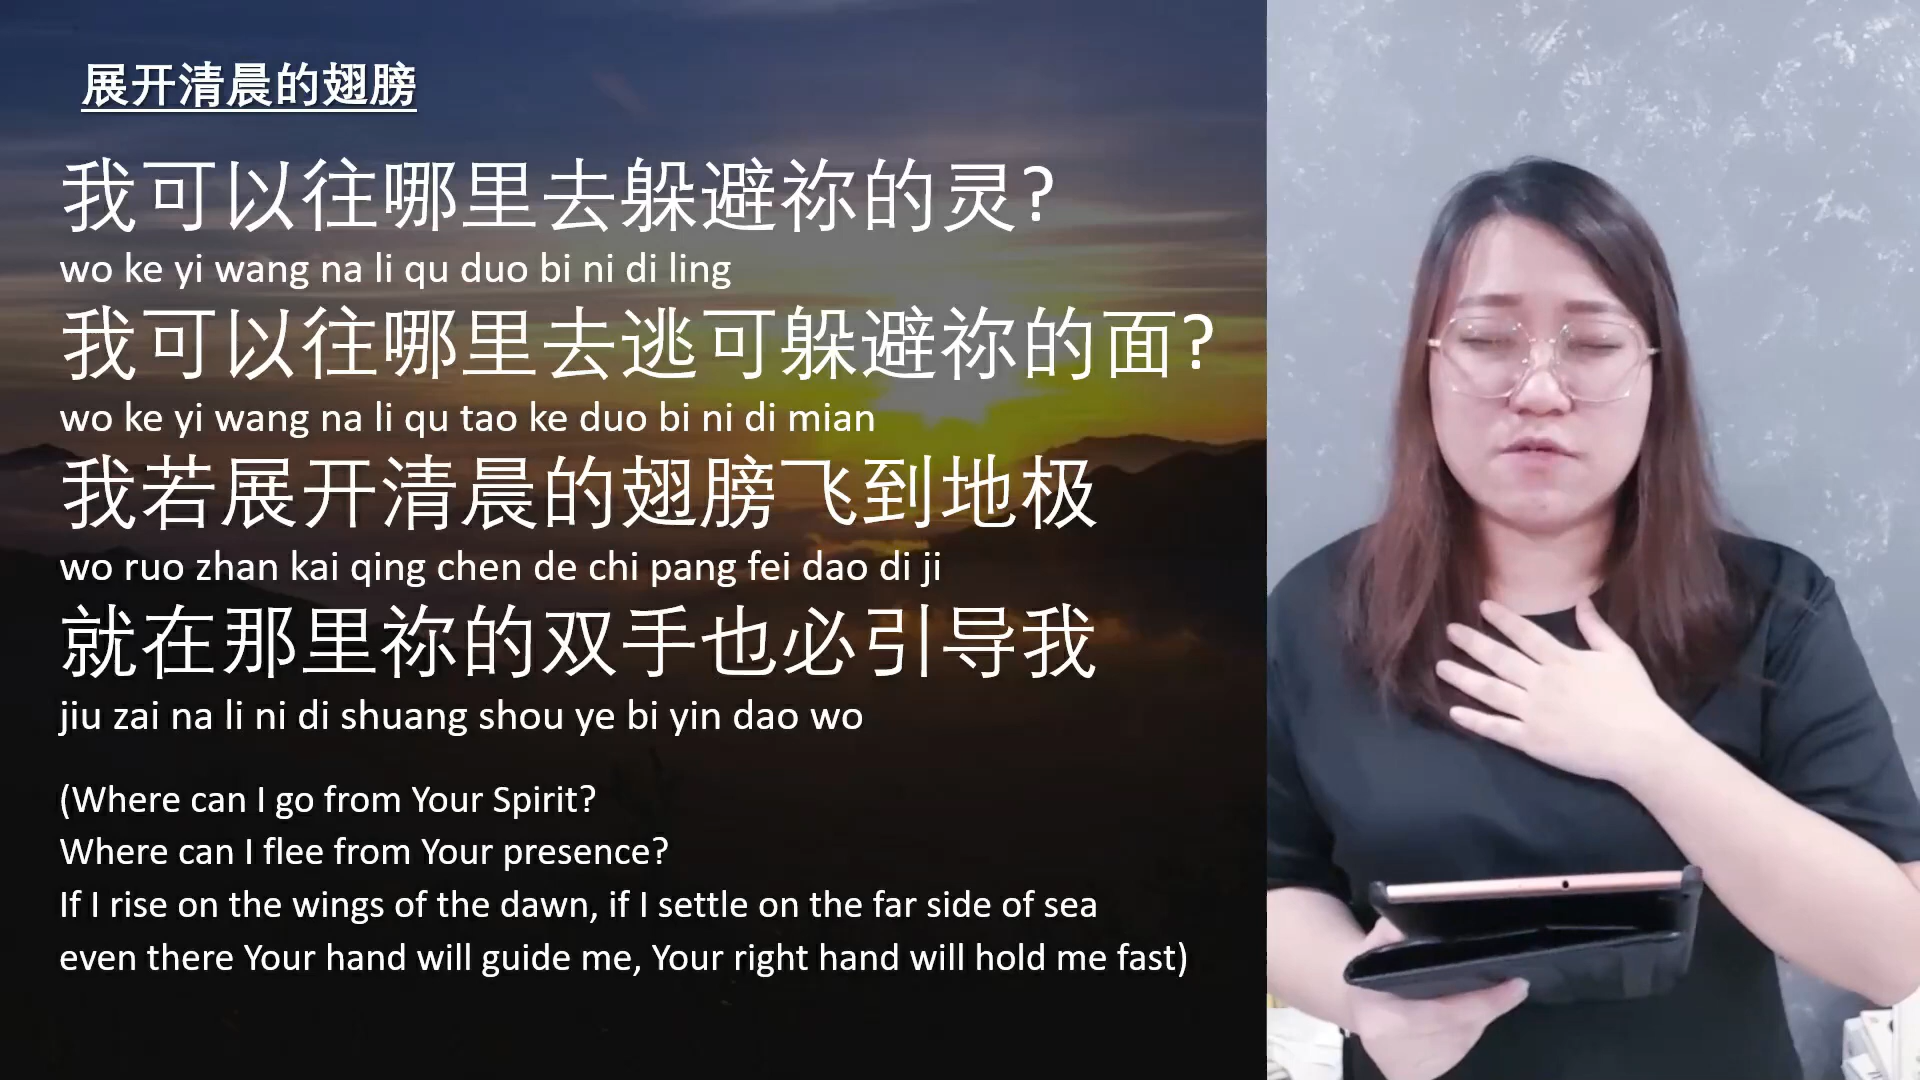 展开清晨的翅膀
我可以往哪里去躲避祢的灵?
wo ke yi wang na li qu duo bi ni di ling
我可以往哪里去逃可躲避祢的面?
wo ke yi wang na li qu tao ke duo bi ni di mian
我若展开清晨的翅膀飞到地极
wo ruo zhan kai qing chen de chi pang fei dao di ji
就在那里祢的双手也必引导我
jiu zai na li ni di shuang shou ye bi yin dao wo
(Where can I go from Your Spirit?
Where can I flee from Your presence?
If I rise on the wings of the dawn, if I settle on the far side of sea
even there Your hand will guide me, Your right hand will hold me fast)